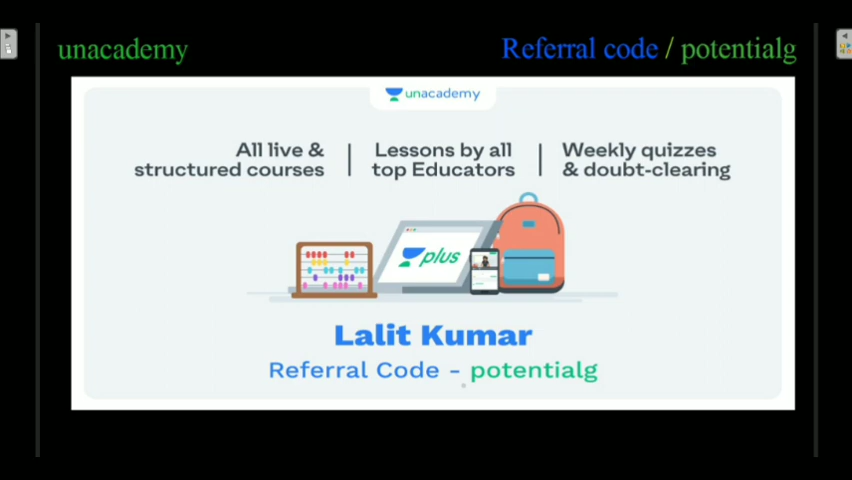 unacademy
Referral code / potentialg
unacademy
All live &
structured courses
Lessons by all
top Educators
Weekly quizzes
& doubt-clearing
plus
Lalit Kumar
Referral Code - potentialg